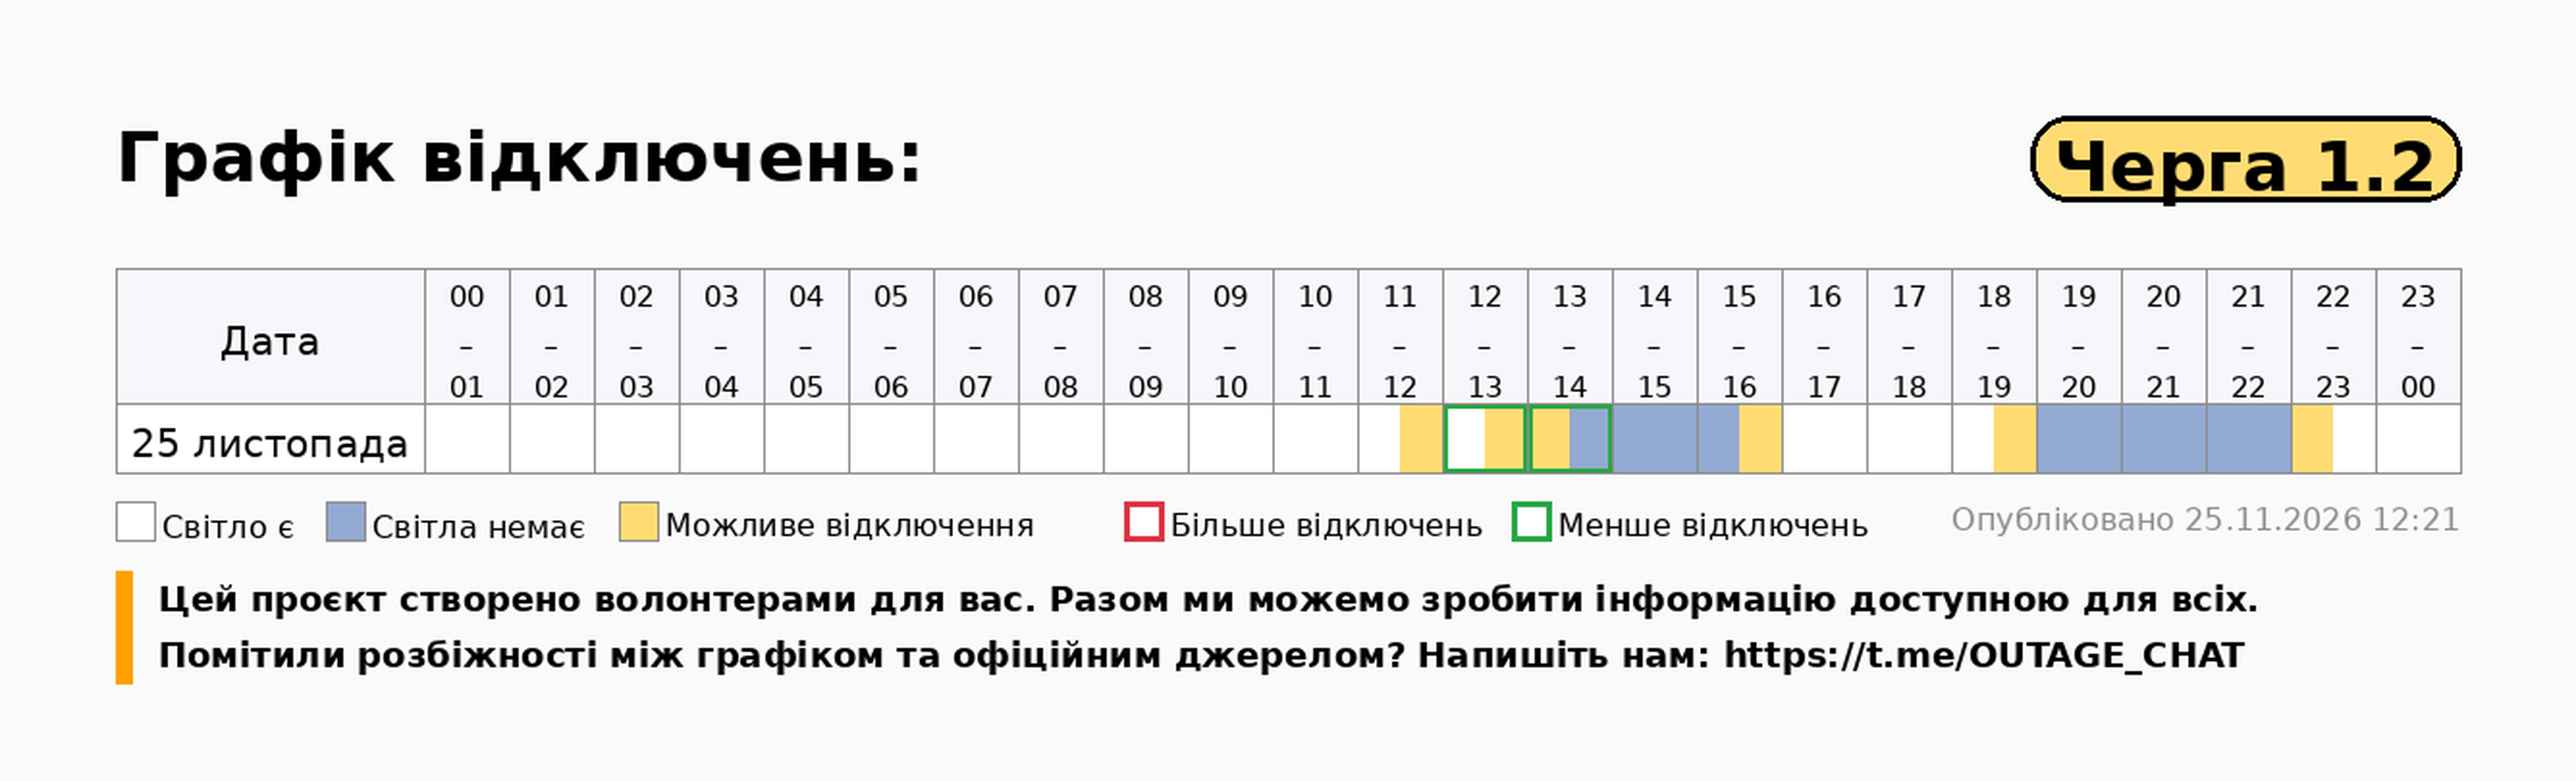 Графік відключень:
Черга 1.2
Дата
00 – 01
01 – 02
02 – 03
03 – 04
04 – 05
05 – 06
06 – 07
07 – 08
08 – 09
09 – 10
10 – 11
11 – 12
12 – 13
13 – 14
14 – 15
15 – 16
16 – 17
17 – 18
18 – 19
19 – 20
20 – 21
21 – 22
22 – 23
23 – 00
25 листопада
Світло є
Світла немає
Можливе відключення
Більше відключень
Менше відключень
Опубліковано 25.11.2026 12:21
Цей проєкт створено волонтерами для вас. Разом ми можемо зробити інформацію доступною для всіх.
Помітили розбіжності між графіком та офіційним джерелом? Напишіть нам: https://t.me/OUTAGE_CHAT